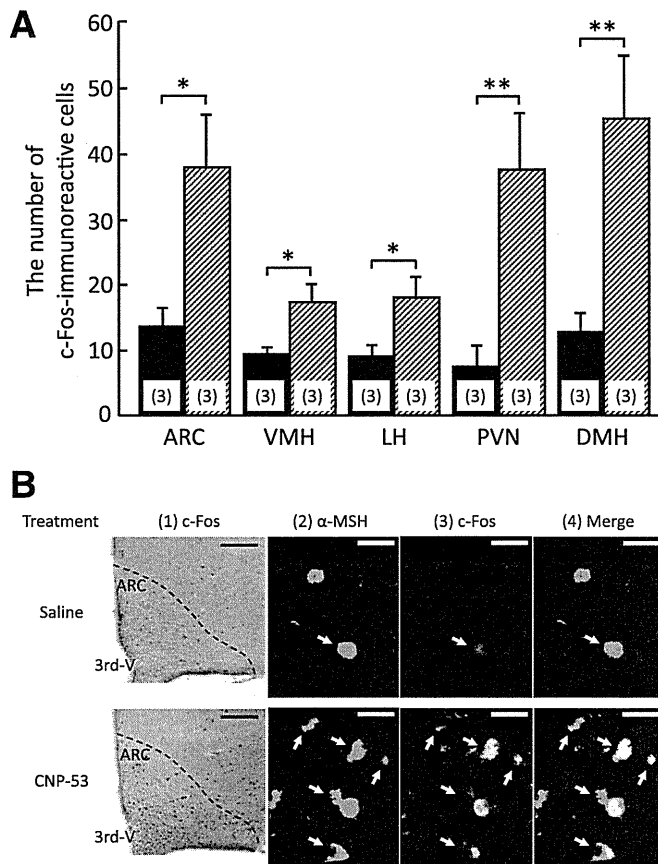 A
The number of
c-Fos-immunoreactive cells
60
50
40
30
20
10
0
*
*
*
**
**
(3) (3) (3) (3) (3) (3) (3) (3) (3) (3)
ARC VMH LH PVN DMH
B
Treatment (1) c-Fos (2) α-MSH (3) c-Fos (4) Merge
Saline
ARC
3rd-V
CNP-53
ARC
3rd-V